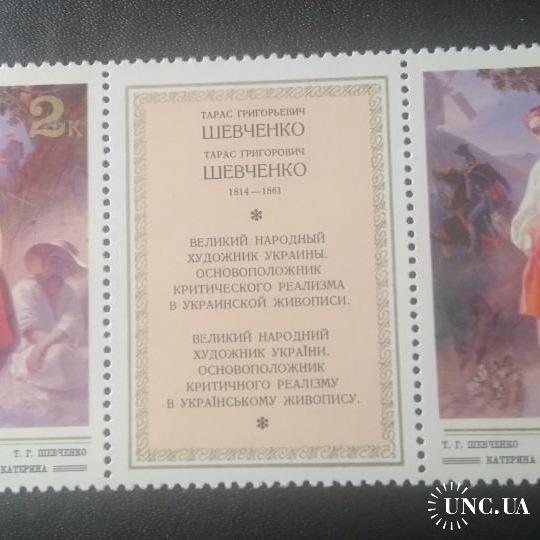 2к
ТАРАС ГРИГОРЬЕВИЧ
ШЕВЧЕНКО
ТАРАС ГРИГОРОВИЧ
ШЕВЧЕНКО
1814 — 1861
*
ВЕЛИКИЙ НАРОДНЫЙ
ХУДОЖНИК УКРАИНЫ.
ОСНОВОПОЛОЖНИК
КРИТИЧЕСКОГО РЕАЛИЗМА
В УКРАИНСКОЙ ЖИВОПИСИ.
ВЕЛИКИЙ НАРОДНИЙ
ХУДОЖНИК УКРАЇНИ.
ОСНОВОПОЛОЖНИК
КРИТИЧНОГО РЕАЛІЗМУ
В УКРАЇНСЬКОМУ ЖИВОПИСУ.
*
Т. Г. ШЕВЧЕНКО
КАТЕРИНА
Т. Г. ШЕВЧЕНКО
КАТЕРИНА
UNC.UA